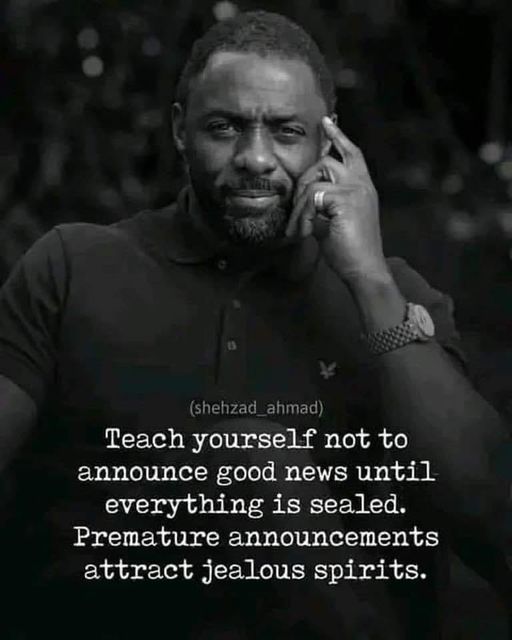 (shehzad_ahmad)
Teach yourself not to
announce good news until
everything is sealed.
Premature announcements
attract jealous spirits.